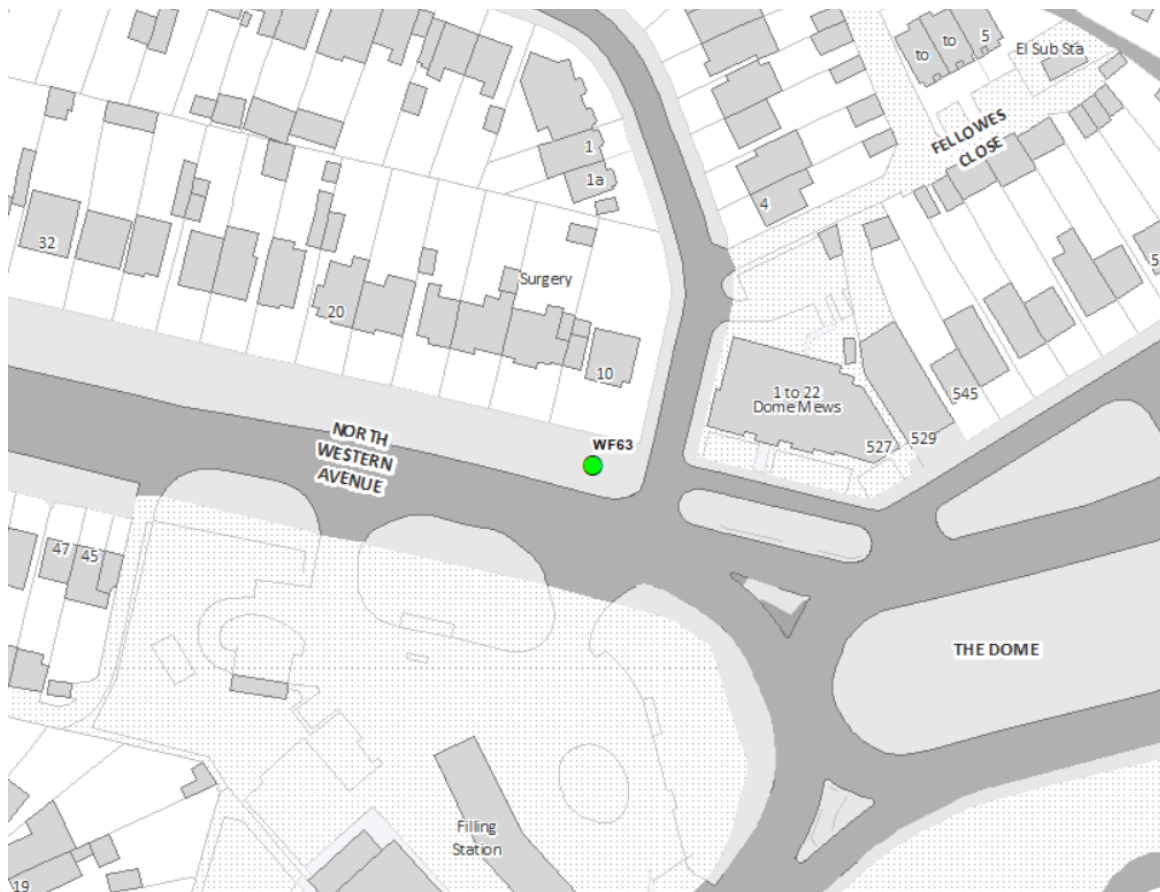 to
to
5
El Sub Sta
FELLOWES
CLOSE
1
1a
4
32
Surgery
20
10
5
545
1 to 22
Dome Mews
529
527
NORTH
WESTERN
AVENUE
WF63
47
45
THE DOME
Filling
Station
19